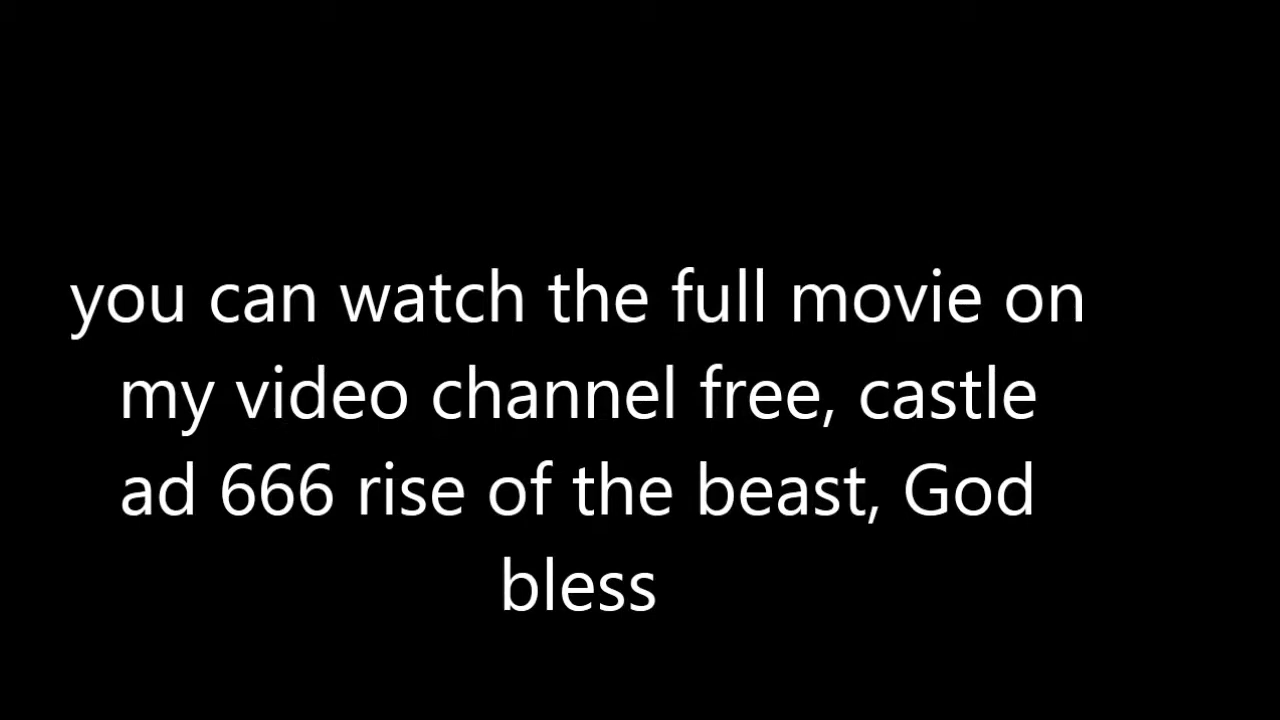 you can watch the full movie on
my video channel free, castle
ad 666 rise of the beast, God
bless